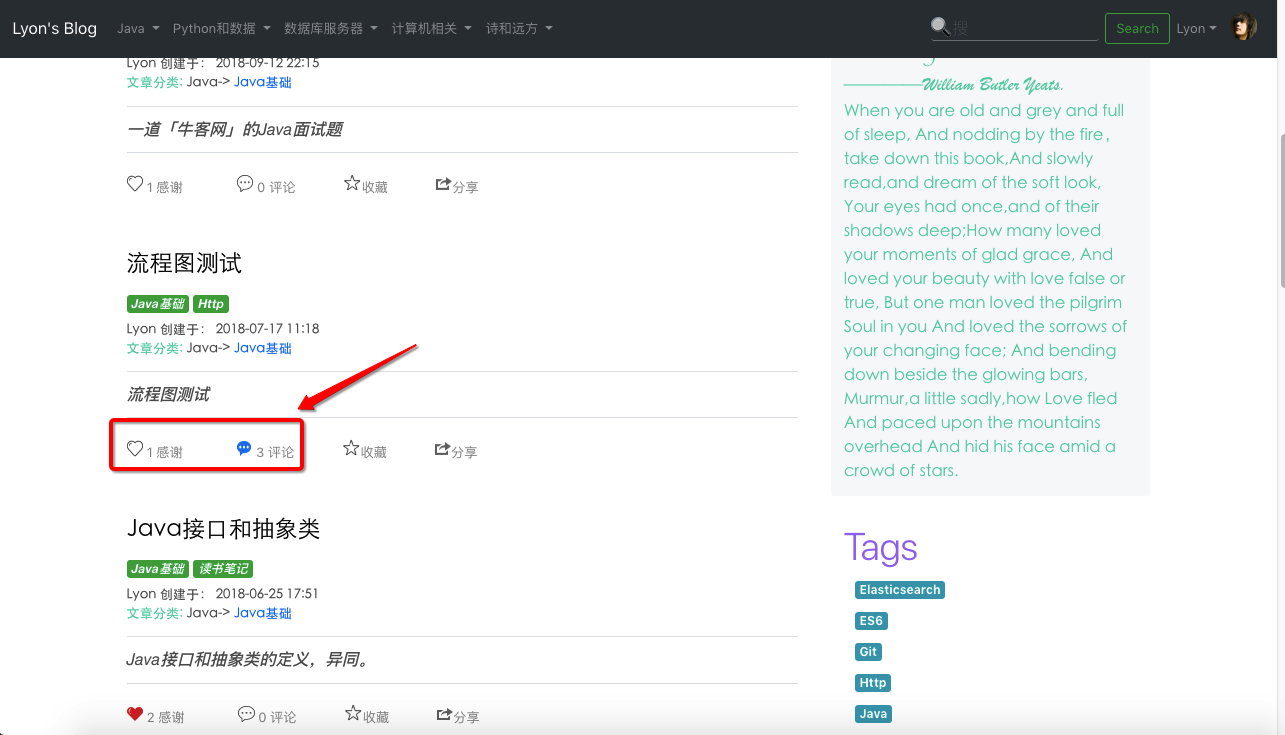 Lyon's Blog Java Python和数据 数据库服务器 计算机相关 诗和远方 搜 Search Lyon
Lyon 创建于： 2018-09-12 22:15
文章分类: Java-> Java基础
一道「牛客网」的Java面试题
1 感谢 0 评论 收藏 分享
流程图测试
Java基础 Http
Lyon 创建于： 2018-07-17 11:18
文章分类: Java-> Java基础
流程图测试
1 感谢 3 评论 收藏 分享
Java接口和抽象类
Java基础 读书笔记
Lyon 创建于： 2018-06-25 17:51
文章分类: Java-> Java基础
Java接口和抽象类的定义，异同。
2 感谢 0 评论 收藏 分享
————William Butler Yeats.
When you are old and grey and full
of sleep, And nodding by the fire，
take down this book,And slowly
read,and dream of the soft look,
Your eyes had once,and of their
shadows deep;How many loved
your moments of glad grace, And
loved your beauty with love false or
true, But one man loved the pilgrim
Soul in you And loved the sorrows of
your changing face; And bending
down beside the glowing bars,
Murmur,a little sadly,how Love fled
And paced upon the mountains
overhead And hid his face amid a
crowd of stars.
Tags
Elasticsearch
ES6
Git
Http
Java